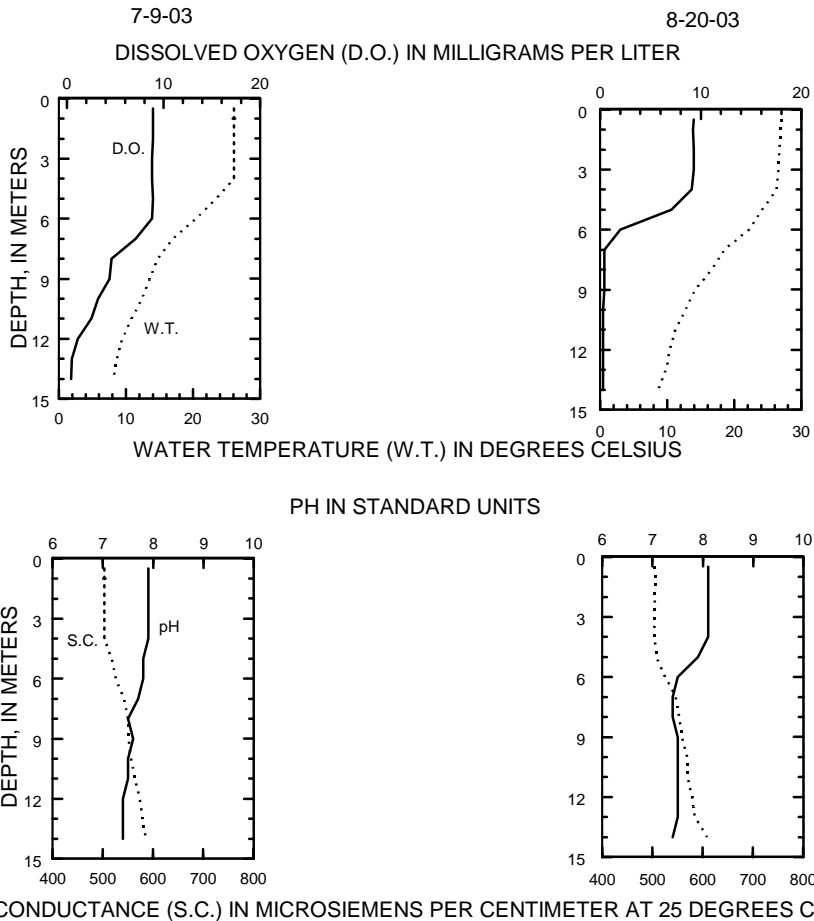 7-9-03
8-20-03
DISSOLVED OXYGEN (D.O.) IN MILLIGRAMS PER LITER
0 10 20
0 10 20
DEPTH, IN METERS
0
3
6
9
12
15
D.O.
W.T.
0
3
6
9
12
15
0 10 20 30
0 10 20 30
WATER TEMPERATURE (W.T.) IN DEGREES CELSIUS
PH IN STANDARD UNITS
6 7 8 9 10
6 7 8 9 10
DEPTH, IN METERS
0
3
6
9
12
15
S.C.
pH
0
3
6
9
12
15
400 500 600 700 800
400 500 600 700 800
CONDUCTANCE (S.C.) IN MICROSIEMENS PER CENTIMETER AT 25 DEGREES C